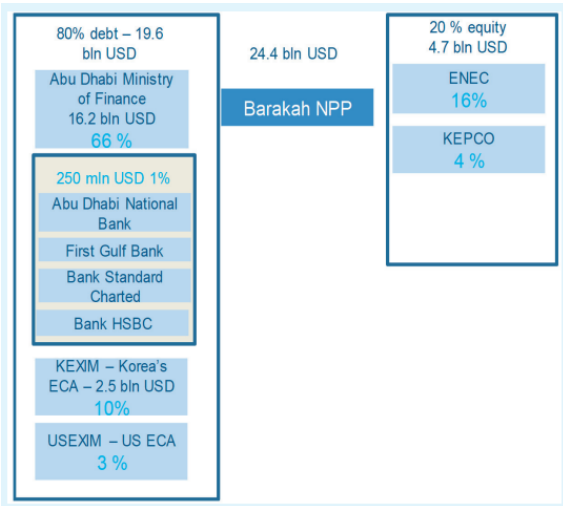 80% debt – 19.6
bln USD
Abu Dhabi Ministry
of Finance
16.2 bln USD
66 %
250 mln USD 1%
Abu Dhabi National
Bank
First Gulf Bank
Bank Standard
Charted
Bank HSBC
KEXIM – Korea's
ECA – 2.5 bln USD
10%
USEXIM – US ECA
3 %
24.4 bln USD
Barakah NPP
20 % equity
4.7 bln USD
ENEC
16%
KEPCO
4 %